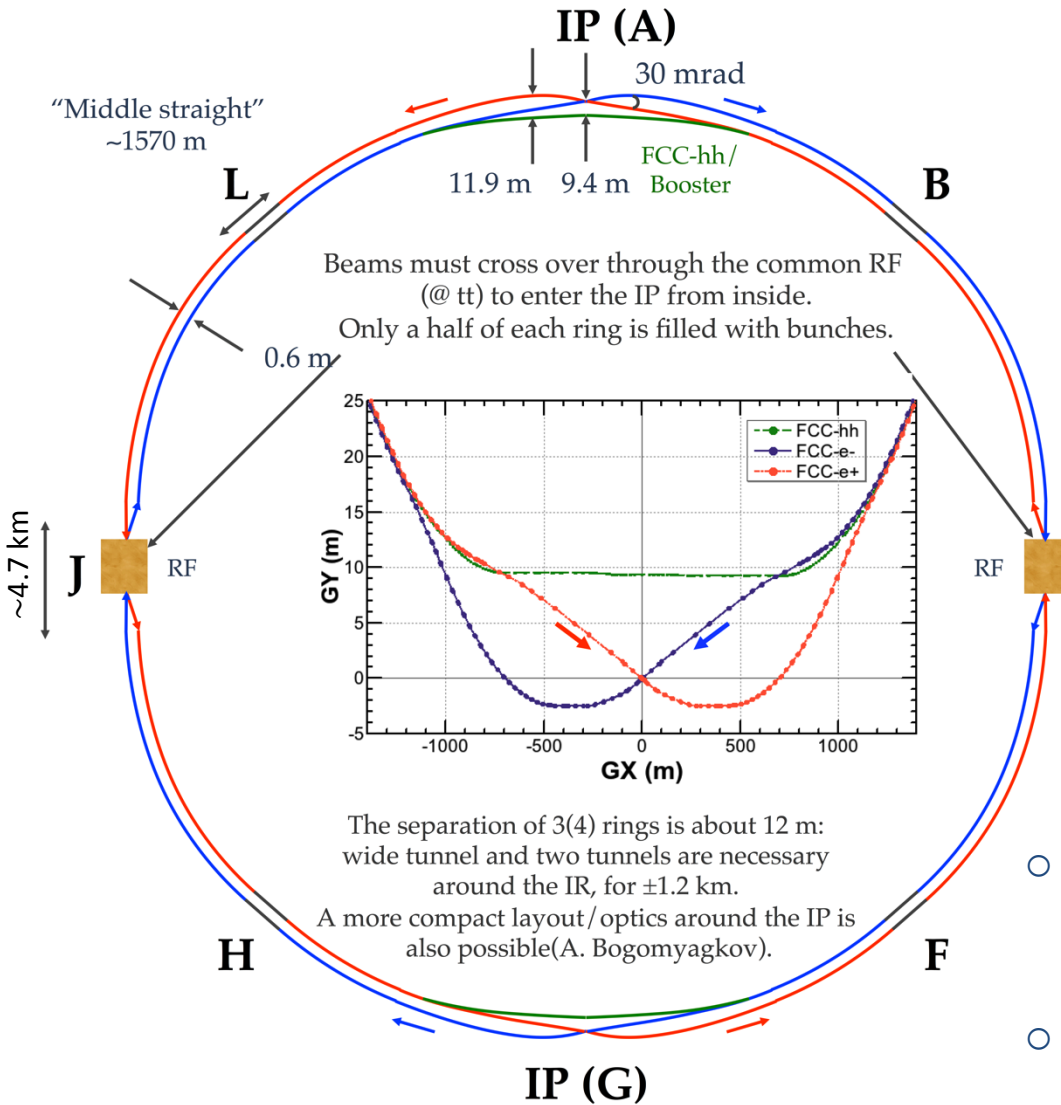 IP (A)
30 mrad
“Middle straight”
~1570 m
L
11.9 m
9.4 m
FCC-hh/
Booster
B
Beams must cross over through the common RF
(@ tt) to enter the IP from inside.
Only a half of each ring is filled with bunches.
0.6 m
25
20
15
10
5
0
-5
GY (m)
FCC-hh
FCC-e-
FCC-e+
-1000
-500
0
500
1000
GX (m)
~4.7 km
J
RF
RF
The separation of 3(4) rings is about 12 m:
wide tunnel and two tunnels are necessary
around the IR, for ±1.2 km.
A more compact layout/optics around the IP is
also possible(A. Bogomyagkov).
H
F
IP (G)